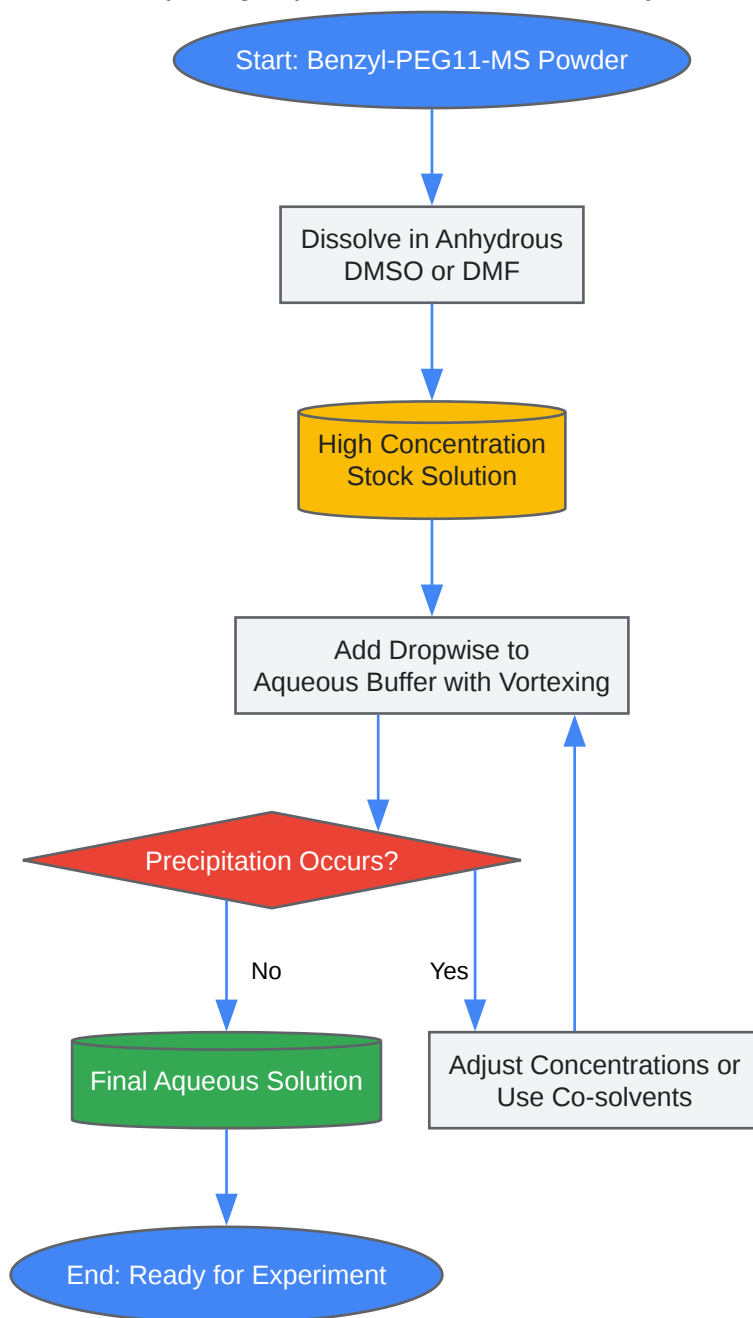 Start: Benzyl-PEG11-MS Powder
Dissolve in Anhydrous
DMSO or DMF
High Concentration
Stock Solution
Add Dropwise to
Aqueous Buffer with Vortexing
Precipitation Occurs?
No
Yes
Final Aqueous Solution
Adjust Concentrations or
Use Co-solvents
End: Ready for Experiment